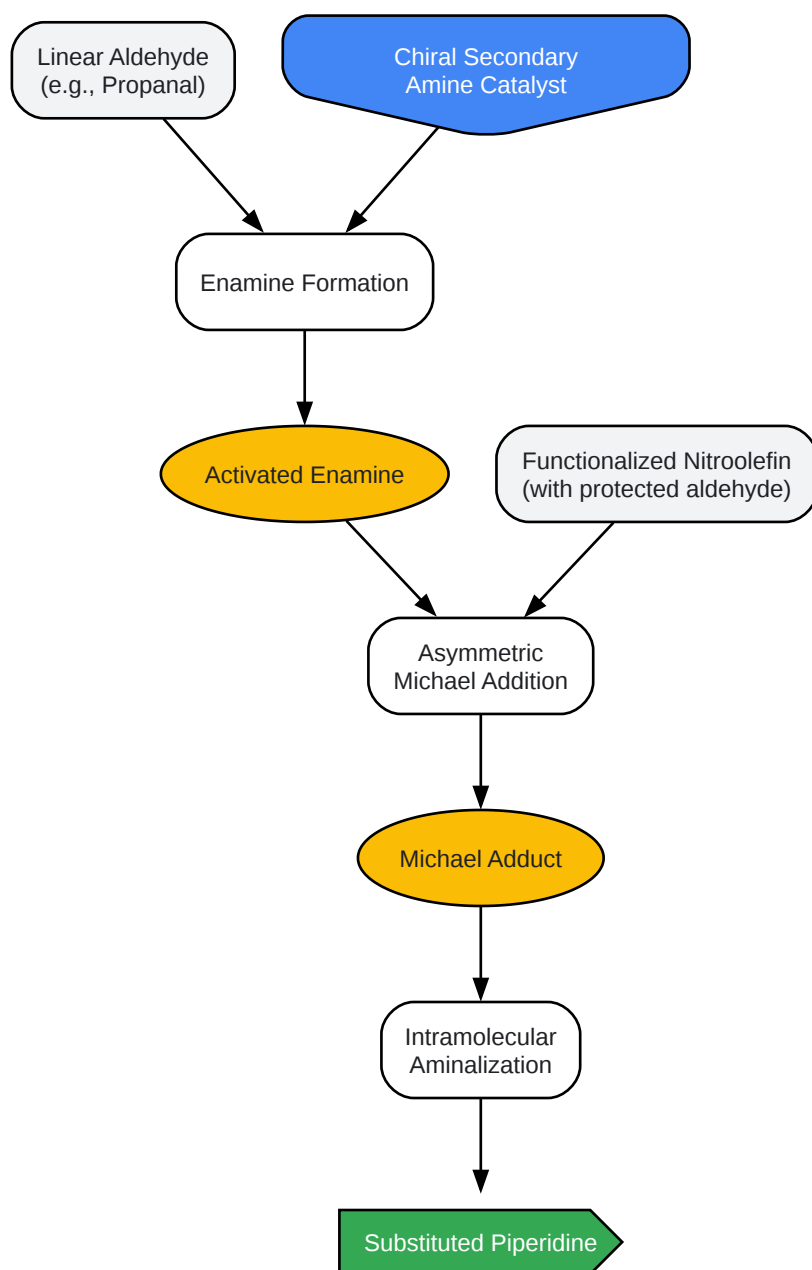 Linear Aldehyde
(e.g., Propanal)
Chiral Secondary
Amine Catalyst
Enamine Formation
Activated Enamine
Functionalized Nitroolefin
(with protected aldehyde)
Asymmetric
Michael Addition
Michael Adduct
Intramolecular
Aminalization
Substituted Piperidine